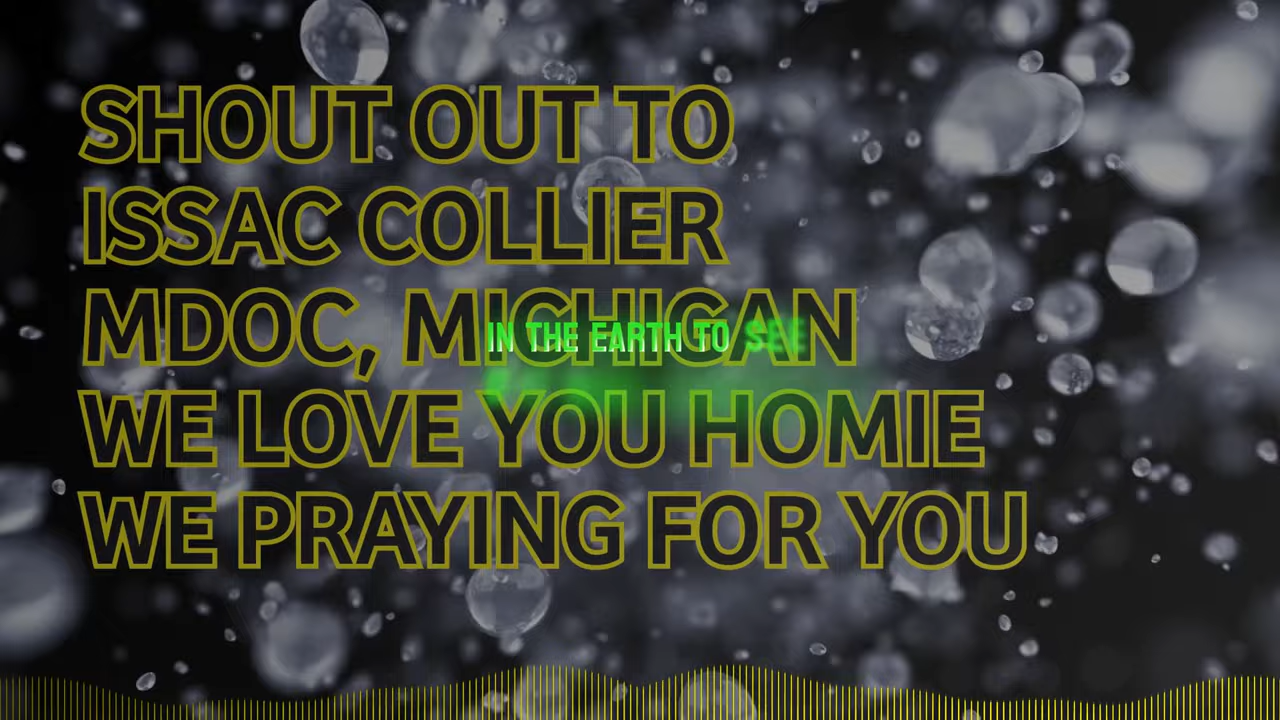 SHOUT OUT TO
ISSAC COLLIER
MDOC, MICHIGAN
IN THE EARTH TO SEE
WE LOVE YOU HOMIE
WE PRAYING FOR YOU